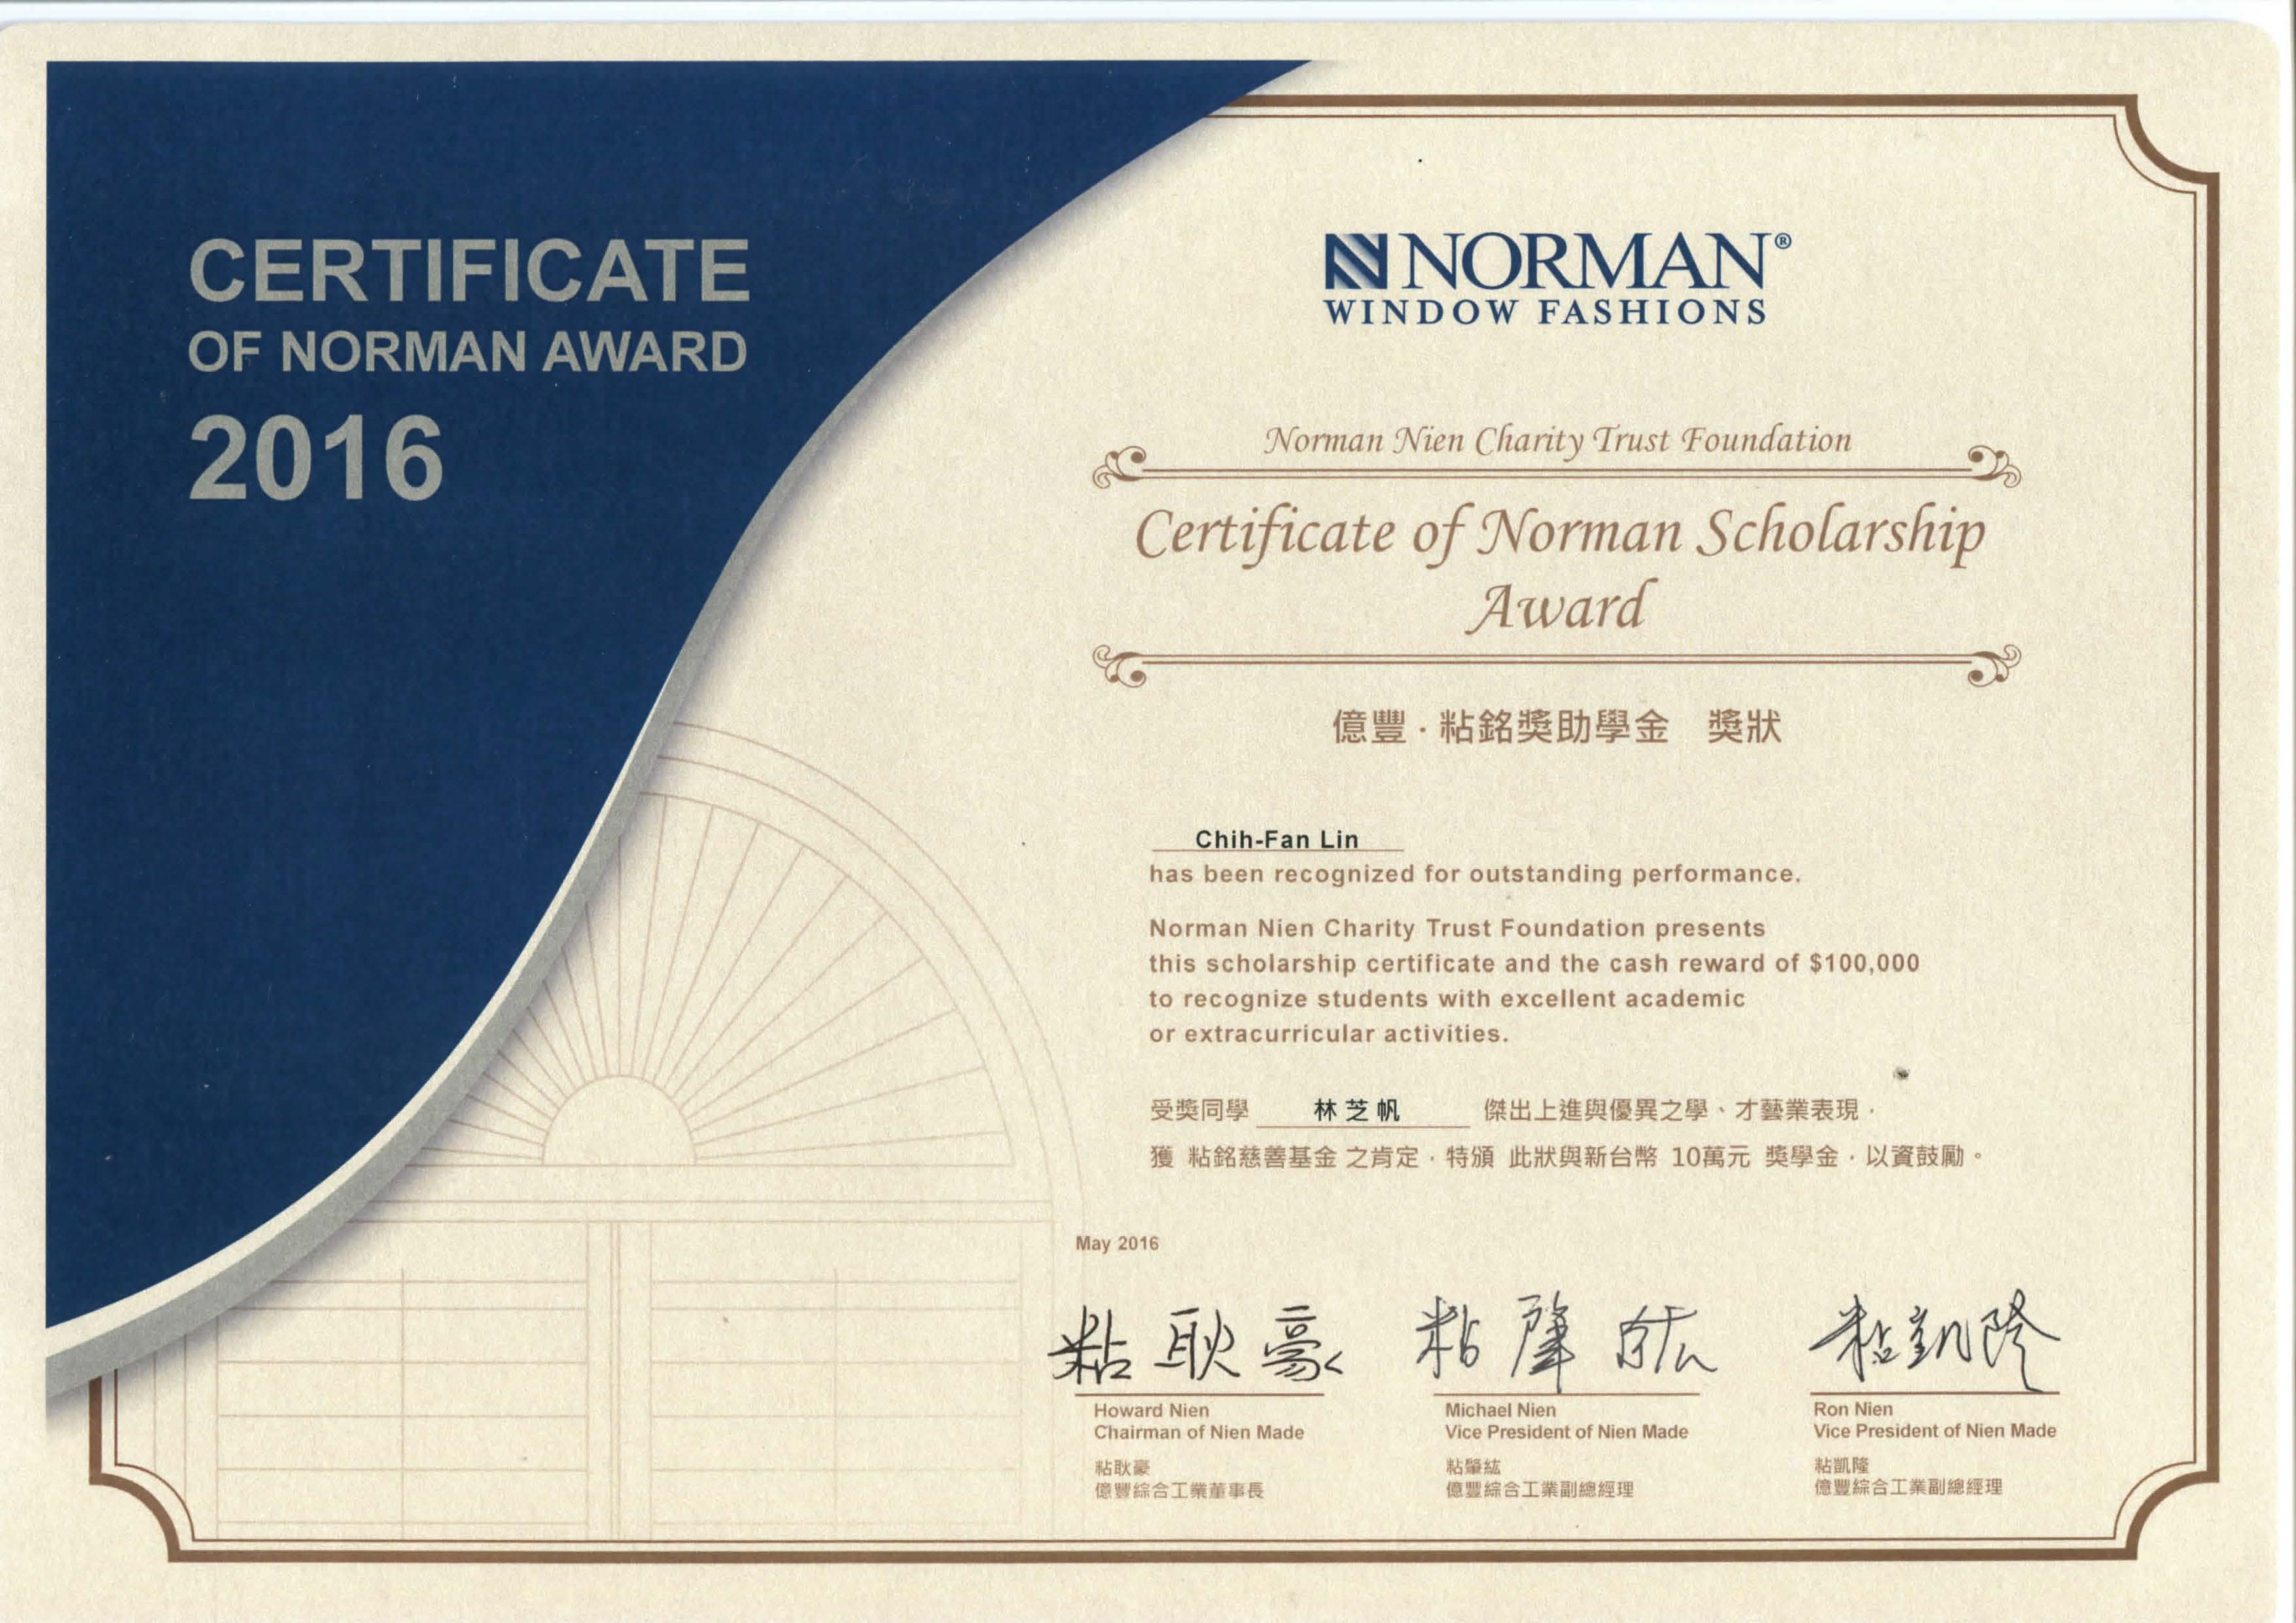 CERTIFICATE
OF NORMAN AWARD
2016
NORMAN®
WINDOW FASHIONS
Norman Nien Charity Trust Foundation
Certificate of Norman Scholarship
Award
億豐．粘銘獎助學金　獎狀
Chih-Fan Lin
has been recognized for outstanding performance.
Norman Nien Charity Trust Foundation presents
this scholarship certificate and the cash reward of $100,000
to recognize students with excellent academic
or extracurricular activities.
受獎同學 林芝帆 傑出上進與優異之學、才藝業表現，
獲 粘銘慈善基金 之肯定，特頒 此狀與新台幣 10萬元 獎學金，以資鼓勵。
May 2016
粘耿豪 粘肇紘 粘凱隆
Howard Nien Michael Nien Ron Nien
Chairman of Nien Made Vice President of Nien Made Vice President of Nien Made
粘耿豪 粘肇紘 粘凱隆
億豐綜合工業董事長 億豐綜合工業副總經理 億豐綜合工業副總經理